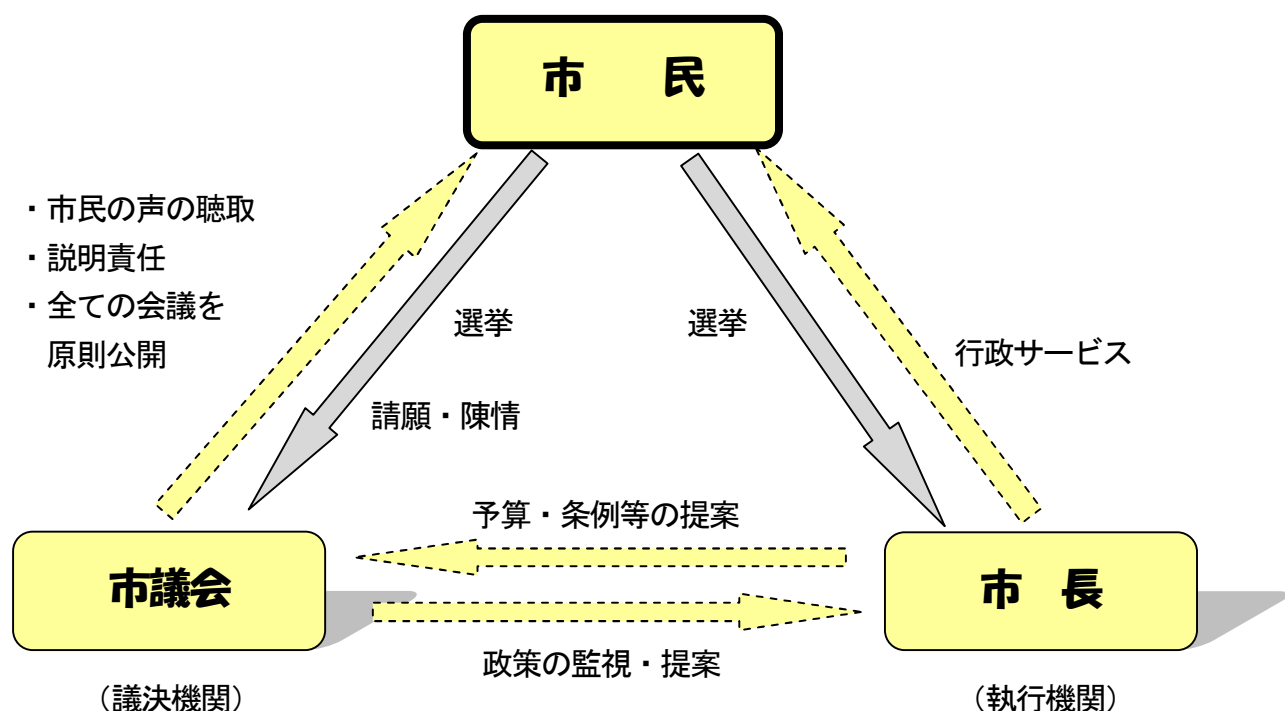 市 民
・市民の声の聴取
・説明責任
・全ての会議を
原則公開
選挙
選挙
行政サービス
請願・陳情
予算・条例等の提案
市議会
市 長
政策の監視・提案
（議決機関）
（執行機関）